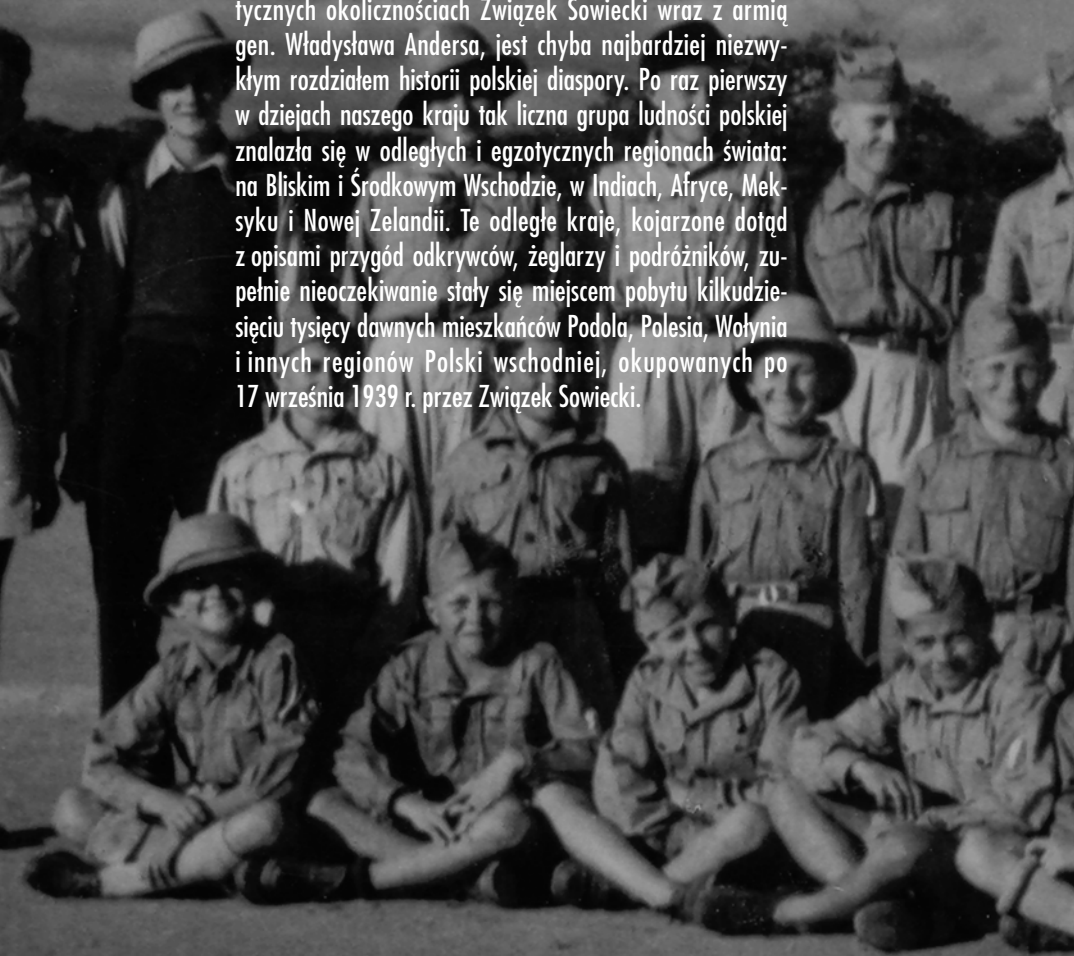 tycznych okolicznościach Związek Sowiecki wraz z armią
gen. Władysława Andersa, jest chyba najbardziej niezwy-
kłym rozdziałem historii polskiej diaspory. Po raz pierwszy
w dziejach naszego kraju tak liczna grupa ludności polskiej
znalazła się w odległych i egzotycznych regionach świata:
na Bliskim i Środkowym Wschodzie, w Indiach, Afryce, Mek-
syku i Nowej Zelandii. Te odległe kraje, kojarzone dotąd
z opisami przygód odkrywców, żeglarzy i podróżników, zu-
pełnie nieoczekiwanie stały się miejscem pobytu kilkudzie-
sięciu tysięcy dawnych mieszkańców Podola, Polesia, Wołynia
i innych regionów Polski wschodniej, okupowanych po
17 września 1939 r. przez Związek Sowiecki.